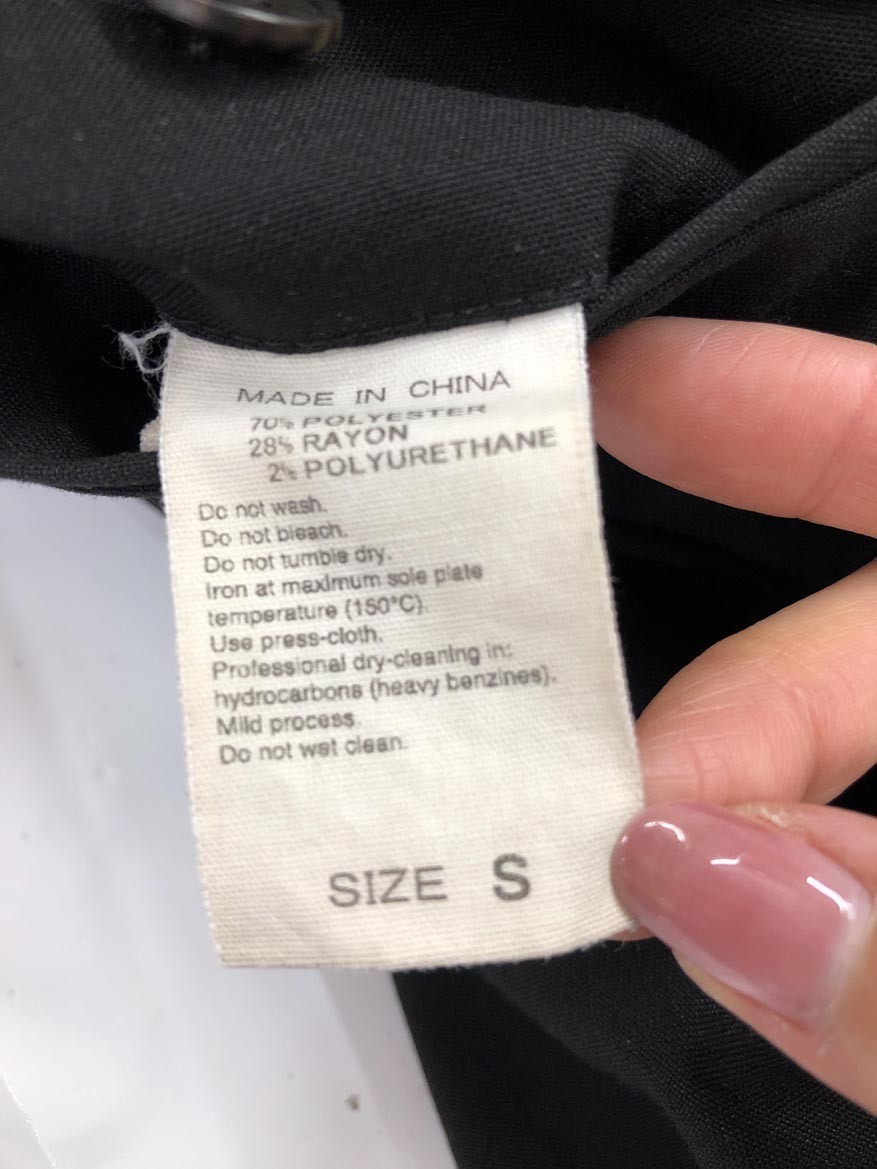 MADE IN CHINA
70% POLYESTER
28% RAYON
2% POLYURETHANE
Do not wash.
Do not bleach.
Do not tumble dry.
Iron at maximum sole plate
temperature (150°C).
Use press-cloth.
Professional dry-cleaning in:
hydrocarbons (heavy benzines).
Mild process.
Do not wet clean.
SIZE S